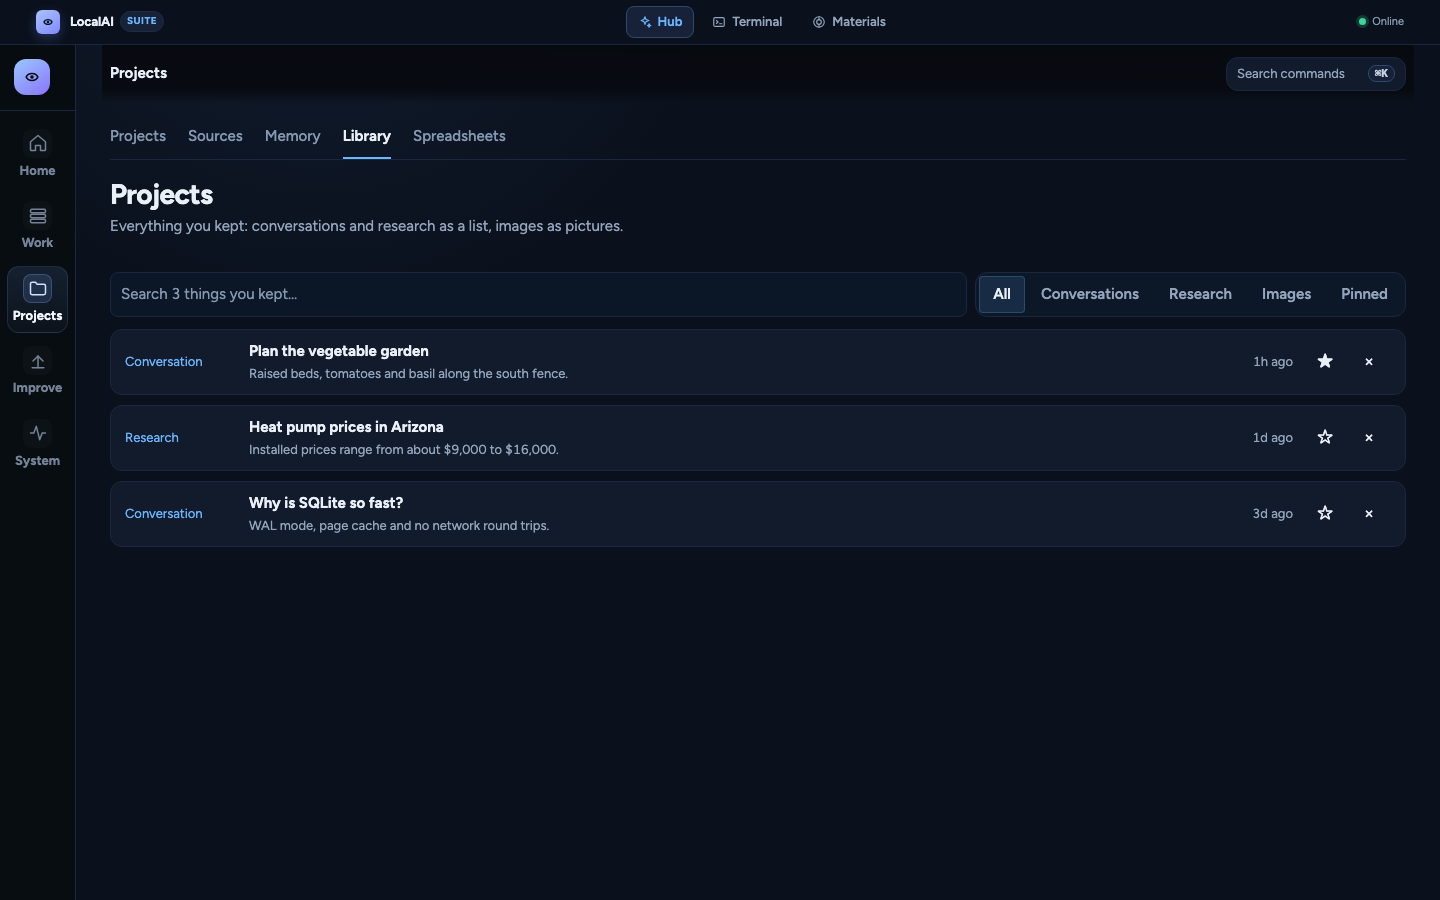 LocalAI SUITE
Hub Terminal Materials
Online
Projects
Search commands ⌘K
Home
Work
Projects
Improve
System
Projects Sources Memory Library Spreadsheets
Projects
Everything you kept: conversations and research as a list, images as pictures.
Search 3 things you kept...
All Conversations Research Images Pinned
Conversation
Plan the vegetable garden
Raised beds, tomatoes and basil along the south fence.
1h ago
Research
Heat pump prices in Arizona
Installed prices range from about $9,000 to $16,000.
1d ago
Conversation
Why is SQLite so fast?
WAL mode, page cache and no network round trips.
3d ago